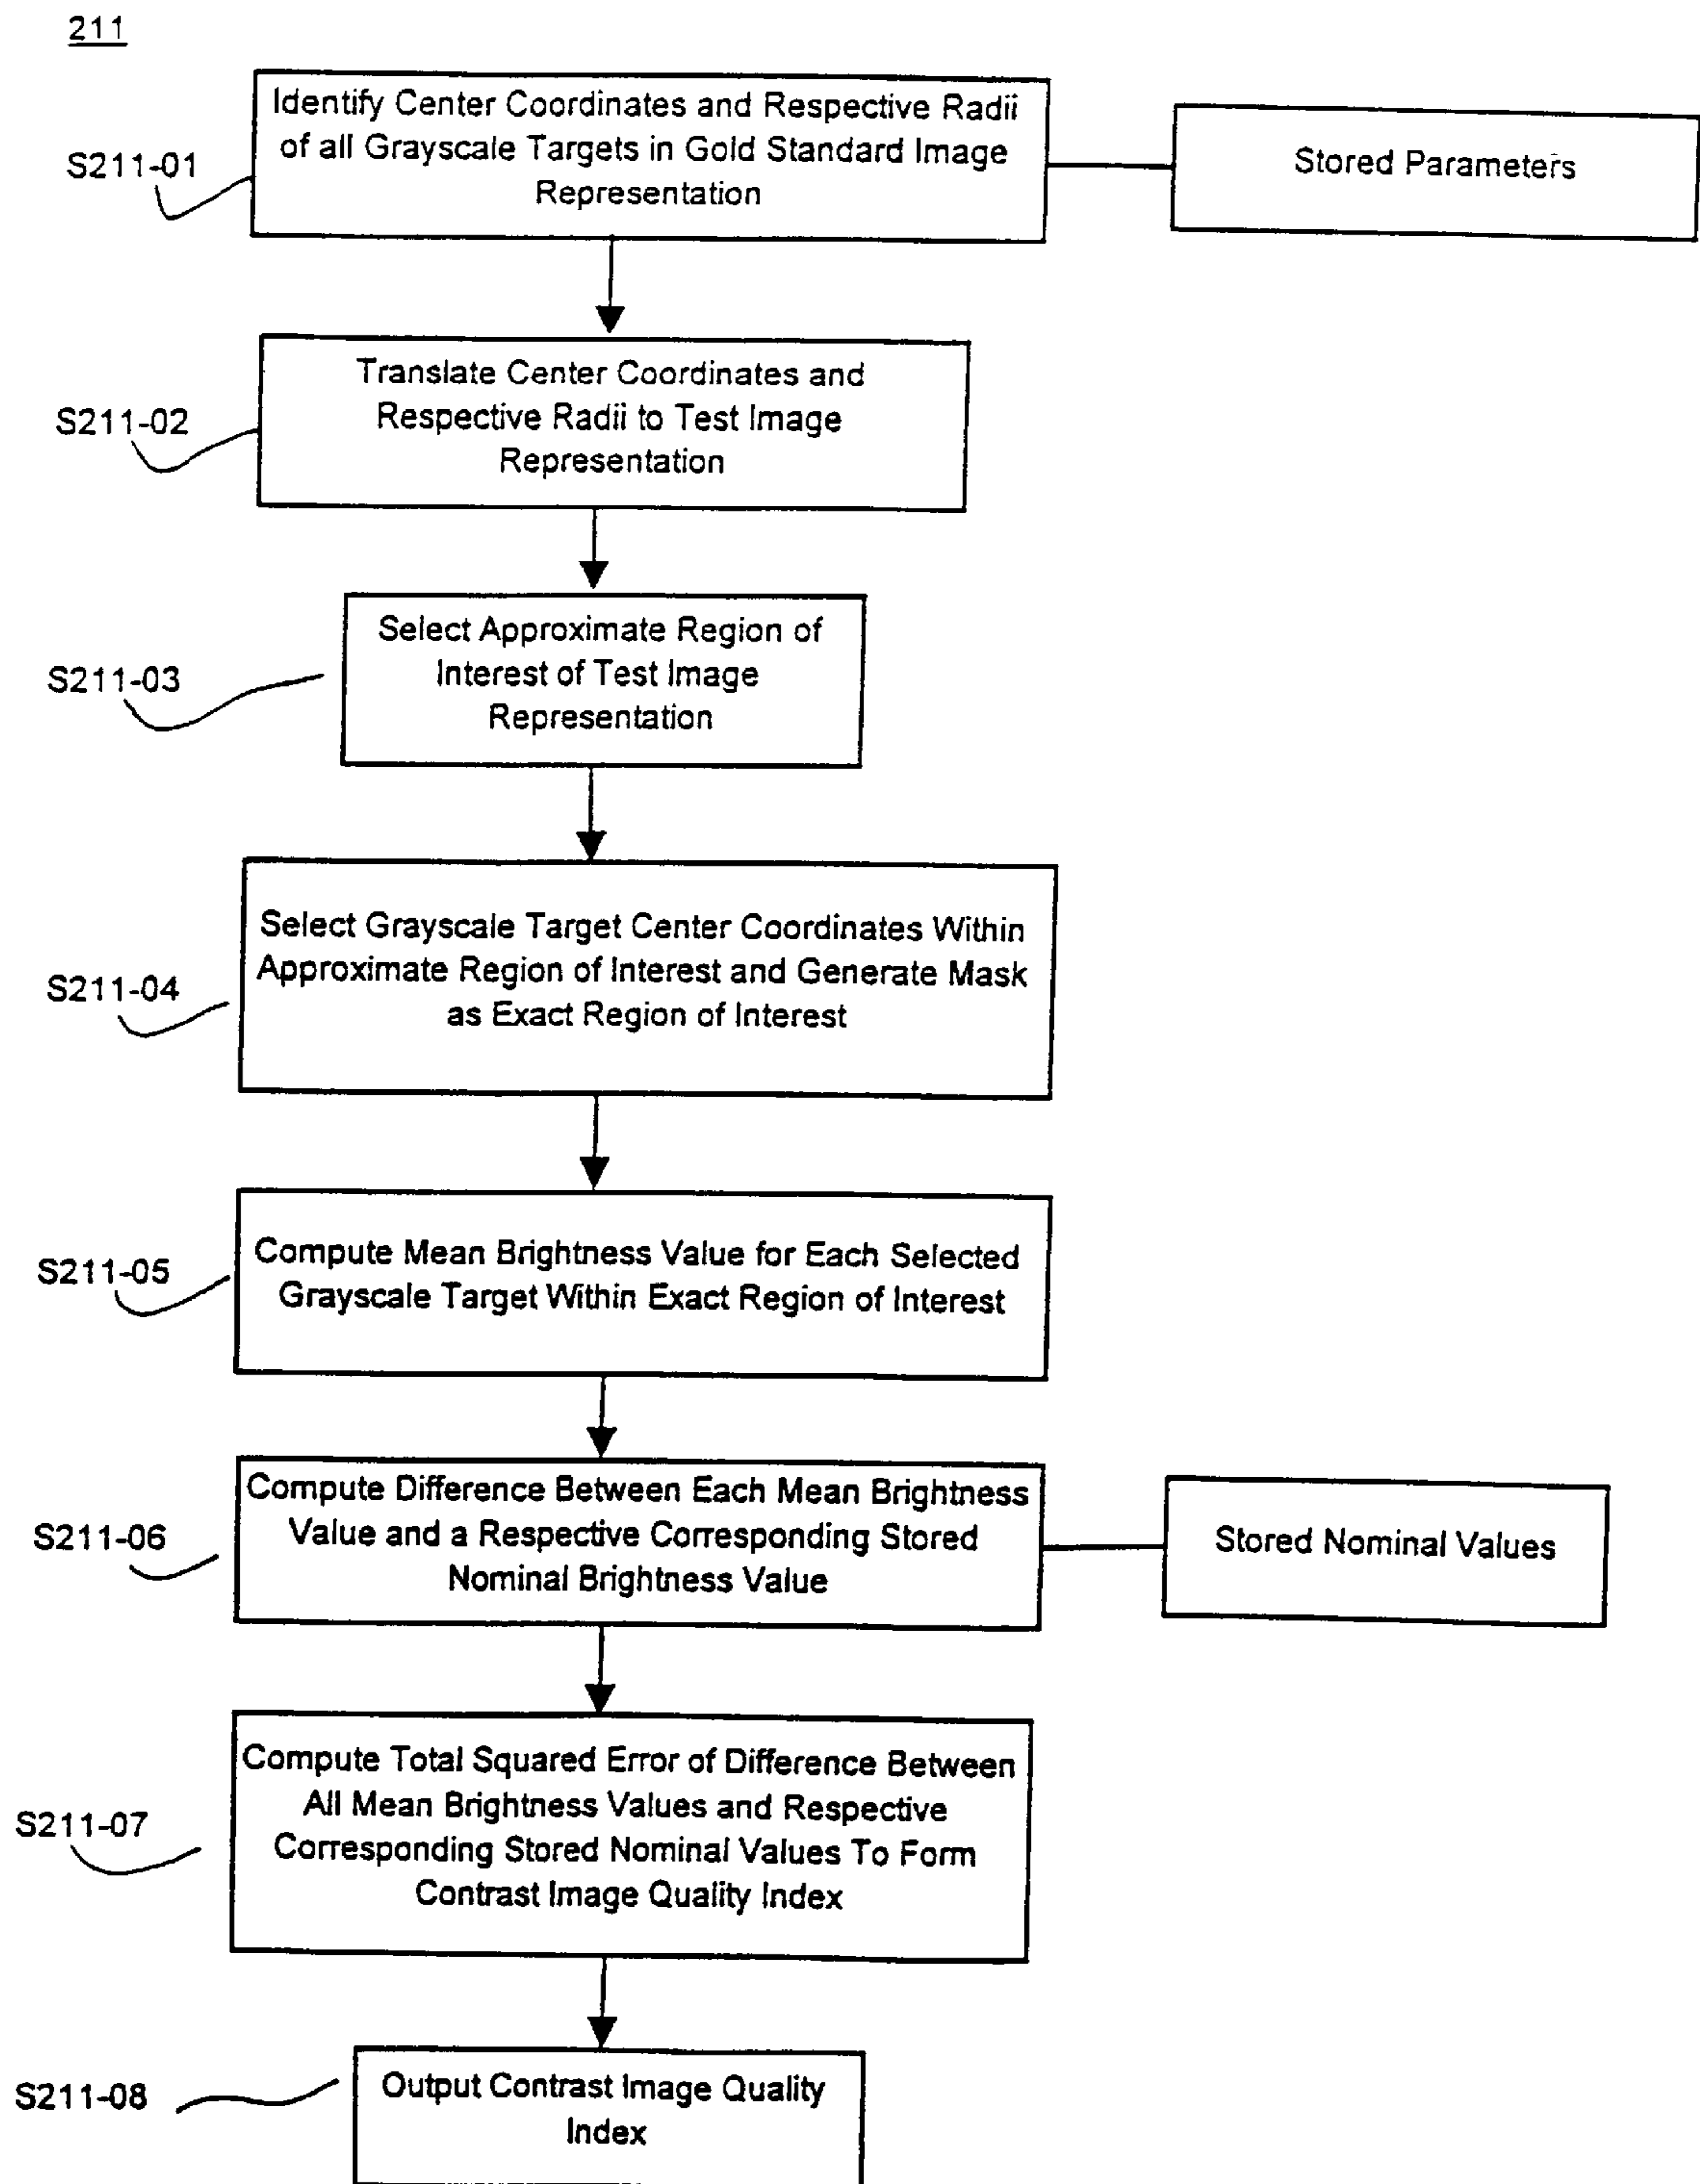 211
Identify Center Coordinates and Respective Radii
of all Grayscale Targets in Gold Standard Image
Representation
S211-01
Stored Parameters
Translate Center Coordinates and
Respective Radii to Test Image
Representation
S211-02
Select Approximate Region of
Interest of Test Image
Representation
S211-03
Select Grayscale Target Center Coordinates Within
Approximate Region of Interest and Generate Mask
as Exact Region of Interest
S211-04
Compute Mean Brightness Value for Each Selected
Grayscale Target Within Exact Region of Interest
S211-05
Compute Difference Between Each Mean Brightness
Value and a Respective Corresponding Stored
Nominal Brightness Value
S211-06
Stored Nominal Values
Compute Total Squared Error of Difference Between
All Mean Brightness Values and Respective
Corresponding Stored Nominal Values To Form
Contrast Image Quality Index
S211-07
Output Contrast Image Quality
Index
S211-08